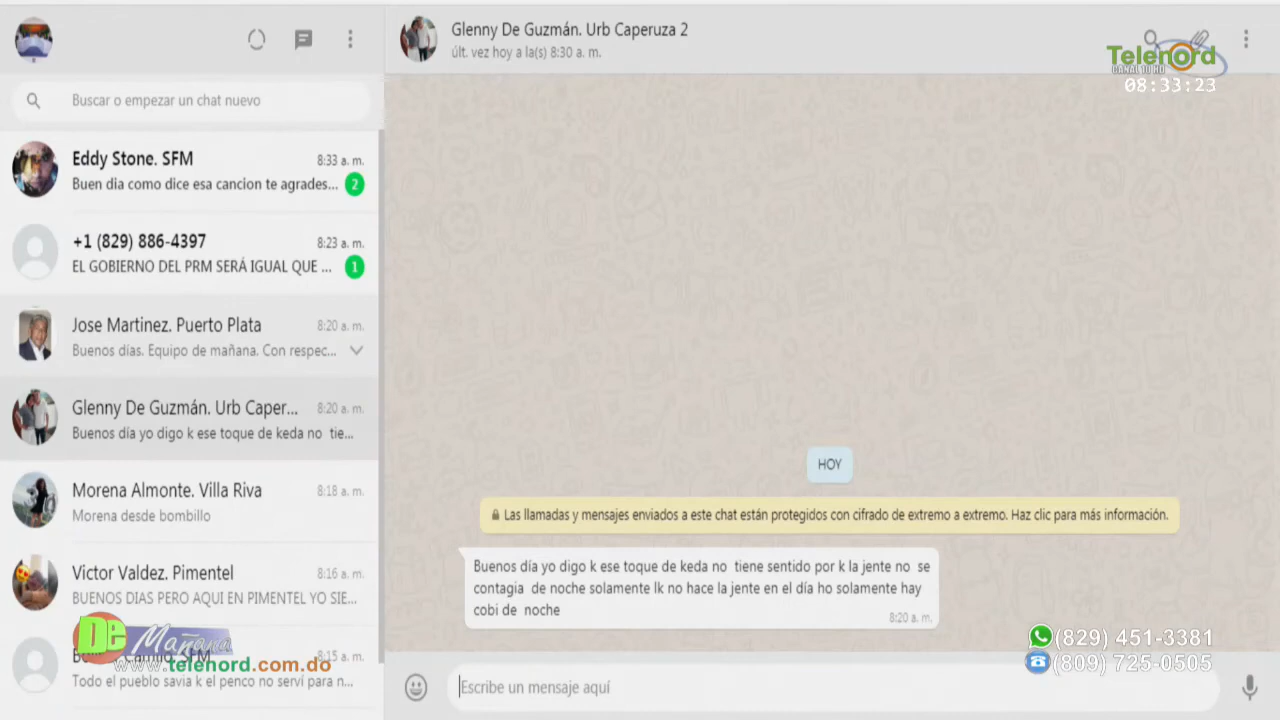 Buscar o empezar un chat nuevo
Eddy Stone. SFM
8:33 a. m.
Buen dia como dice esa cancion te agrades...
2
+1 (829) 886-4397
8:23 a. m.
EL GOBIERNO DEL PRM SERÁ IGUAL QUE ...
1
Jose Martinez. Puerto Plata
8:20 a. m.
Buenos días. Equipo de mañana. Con respec...
Glenny De Guzmán. Urb Caper...
8:20 a. m.
Buenos día yo digo k ese toque de keda no tie...
Morena Almonte. Villa Riva
8:18 a. m.
Morena desde bombillo
Victor Valdez. Pimentel
8:16 a. m.
BUENOS DIAS PERO AQUI EN PIMENTEL YO SIE...
SFM
8:15 a. m.
Todo el pueblo savia k el penco no serví para n...
De Mañana
www.telenord.com.do
Glenny De Guzmán. Urb Caperuza 2
últ. vez hoy a la(s) 8:30 a. m.
Telenord
CANAL 10 HD
08:33:23
HOY
Las llamadas y mensajes enviados a este chat están protegidos con cifrado de extremo a extremo. Haz clic para más información.
Buenos día yo digo k ese toque de keda no tiene sentido por k la jente no se
contagia de noche solamente lk no hace la jente en el día ho solamente hay
cobi de noche
8:20 a. m.
(829) 451-3381
(809) 725-0505
Escribe un mensaje aquí